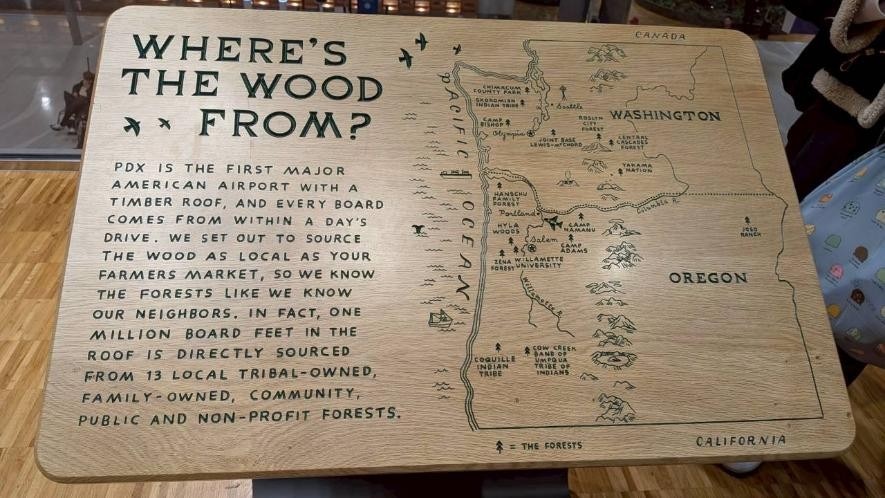 WHERE'S
THE WOOD
FROM?
PDX IS THE FIRST MAJOR
AMERICAN AIRPORT WITH A
TIMBER ROOF, AND EVERY BOARD
COMES FROM WITHIN A DAY'S
DRIVE. WE SET OUT TO SOURCE
THE WOOD AS LOCAL AS YOUR
FARMERS MARKET, SO WE KNOW
THE FORESTS LIKE WE KNOW
OUR NEIGHBORS. IN FACT, ONE
MILLION BOARD FEET IN THE
ROOF IS DIRECTLY SOURCED
FROM 13 LOCAL TRIBAL-OWNED,
FAMILY-OWNED, COMMUNITY,
PUBLIC AND NON-PROFIT FORESTS.
CANADA
PACIFIC OCEAN
CHIMACUM
COUNTY PARK
SKOKOMISH
INDIAN TRIBE
Seattle
CAMP
BISHOP
Olympia
JOINT BASE
LEWIS-McCHORD
ROSLYN
CITY
FOREST
WASHINGTON
CENTRAL
CASCADES
FOREST
YAKAMA
NATION
HANSCHU
FAMILY
FOREST
Portland
Columbia R.
HYLA
WOODS
CAMP
NAMANU
Salem
CAMP
ADAMS
ZENA
FOREST
WILLAMETTE
UNIVERSITY
JOSO
RANCH
OREGON
Willamette R.
COQUILLE
INDIAN
TRIBE
COW CREEK
BAND OF
UMPQUA
TRIBE OF
INDIANS
= THE FORESTS
CALIFORNIA